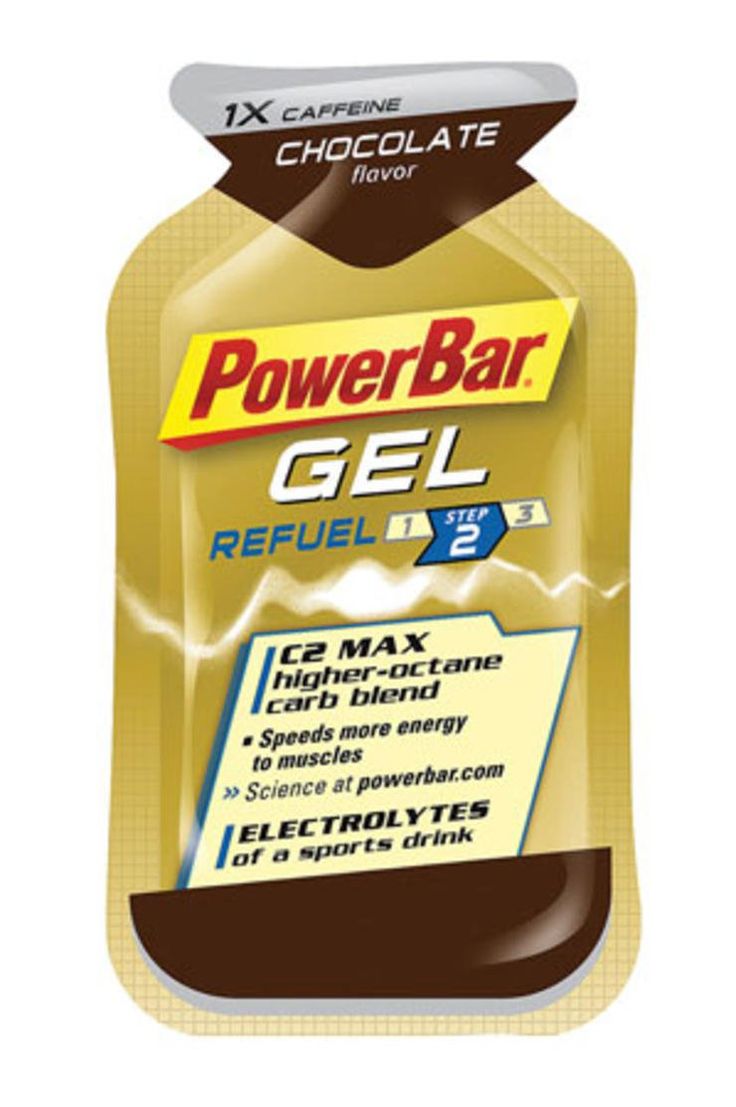 1X CAFFEINE
CHOCOLATE
flavor
PowerBar®
GEL
REFUEL 1 STEP 2 3
C2 MAX
higher-octane
carb blend
▪ Speeds more energy
to muscles
» Science at powerbar.com
ELECTROLYTES
of a sports drink